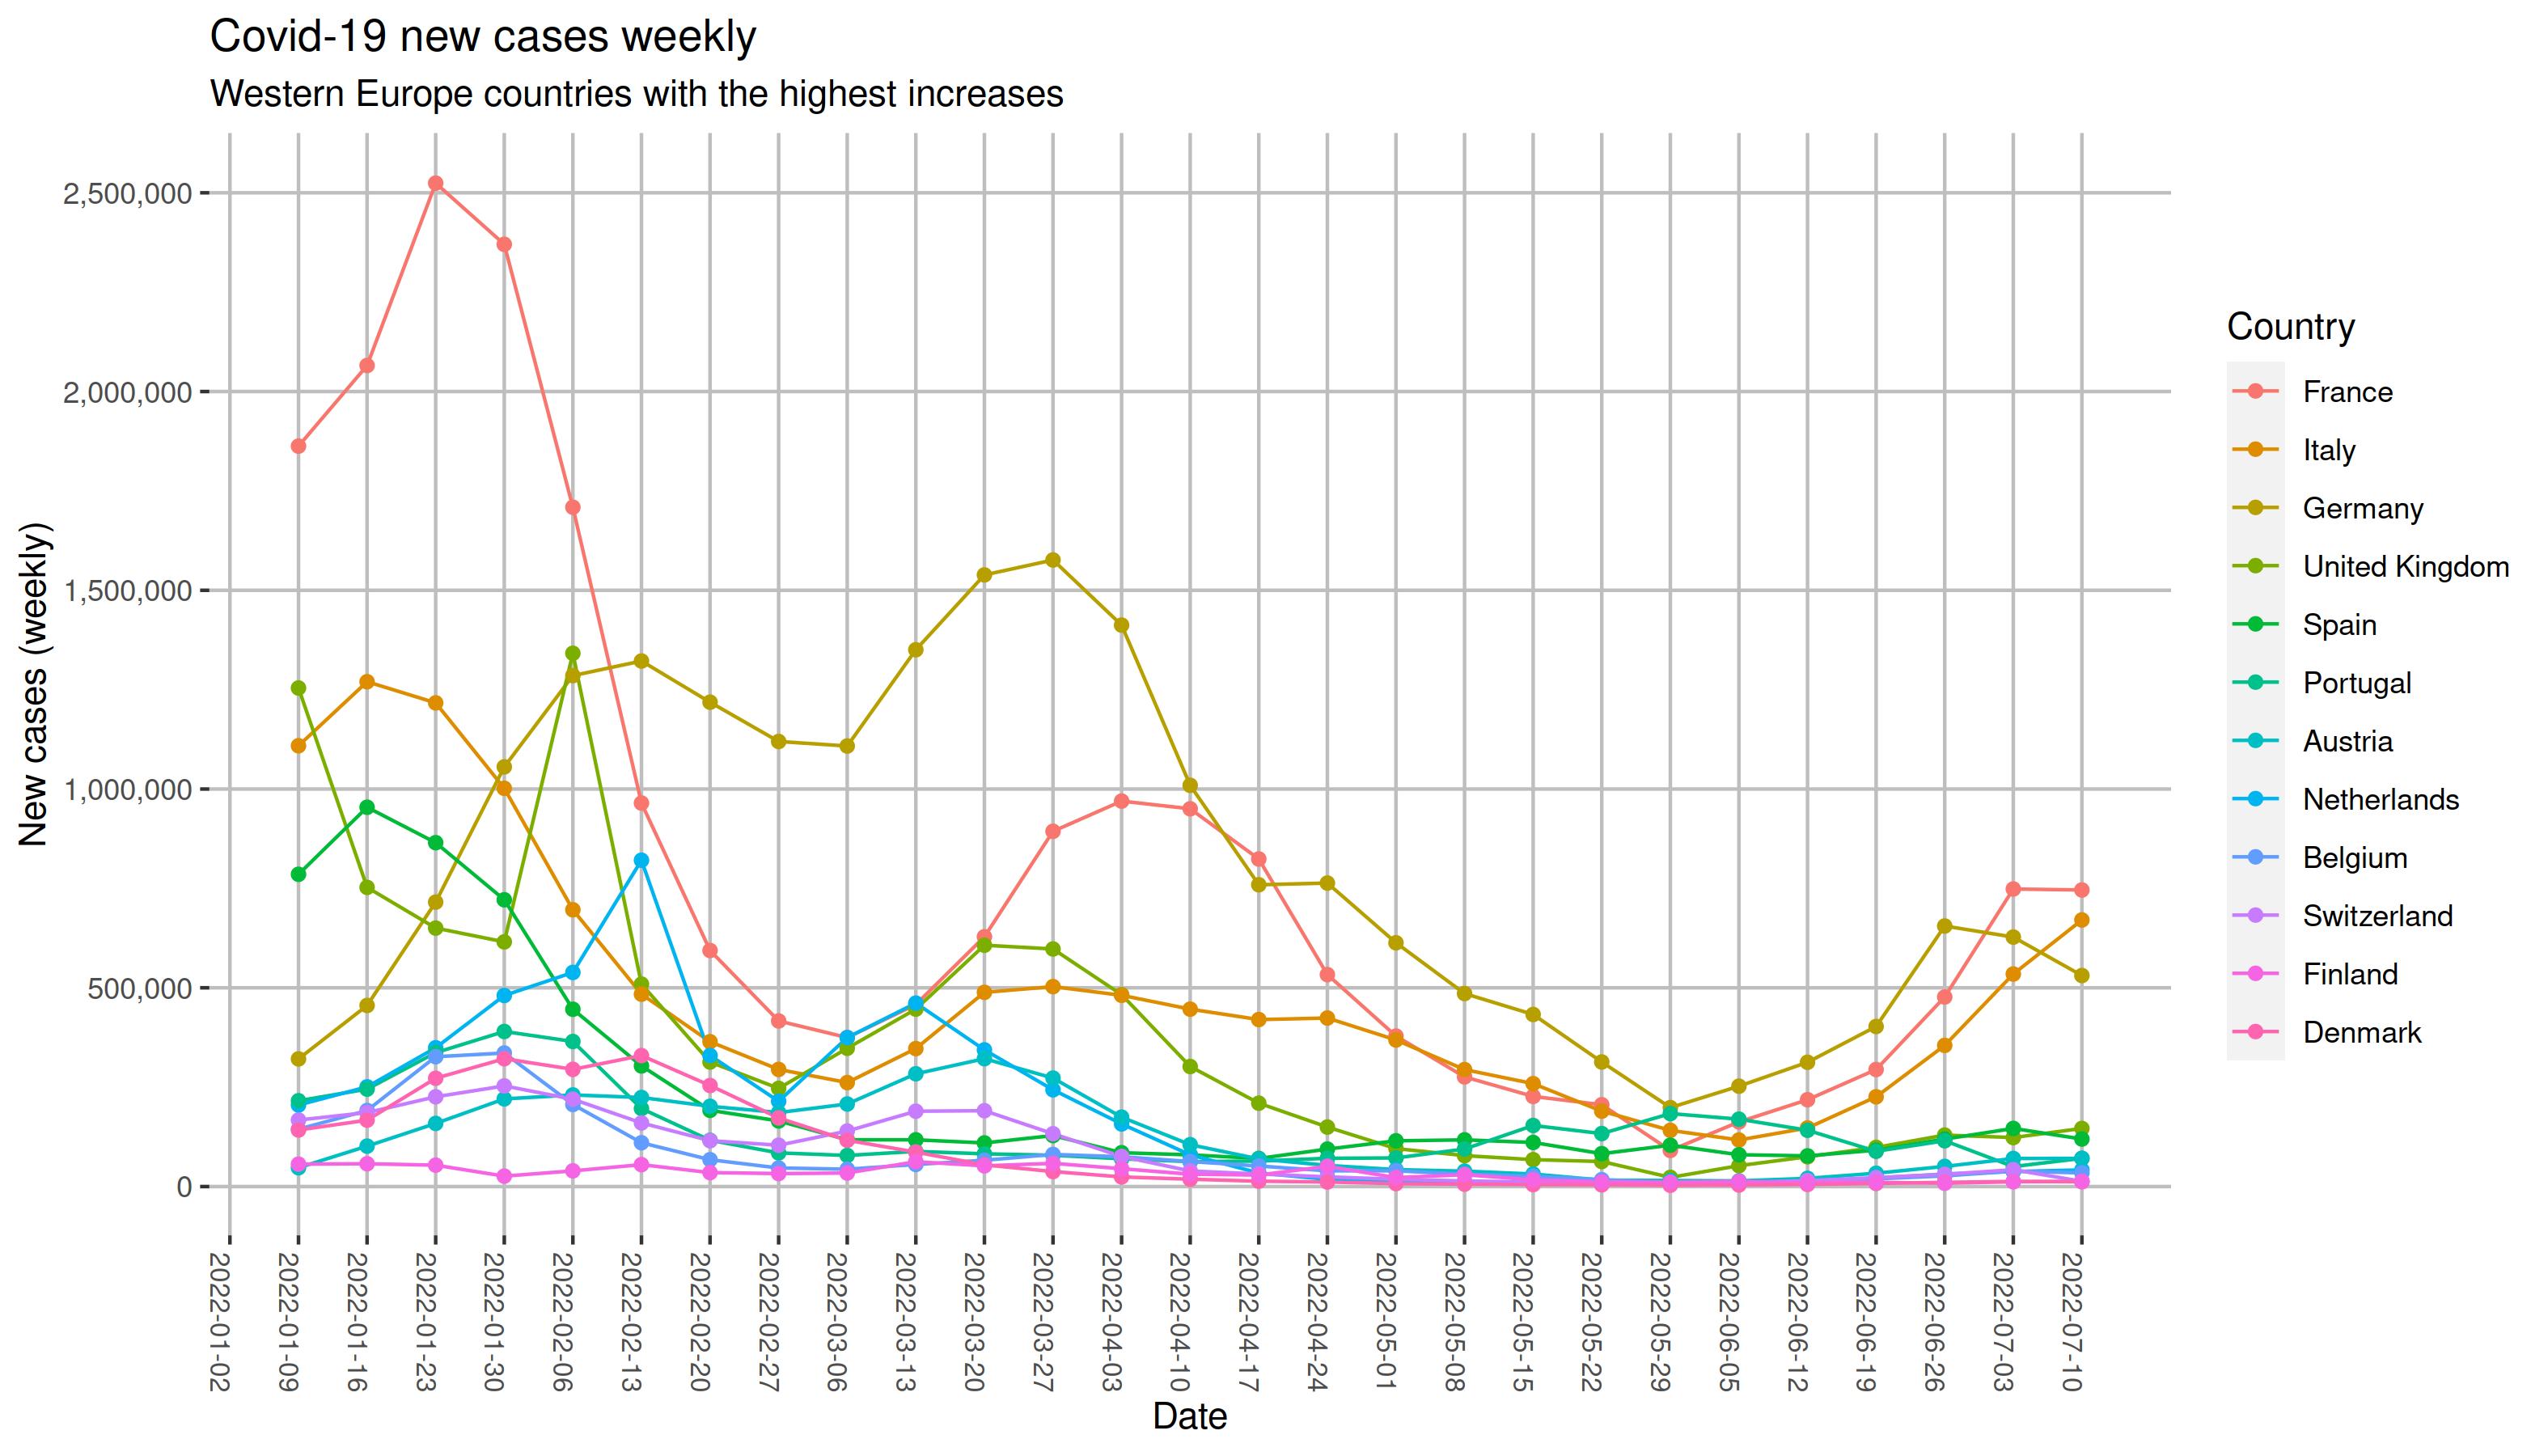 Covid-19 new cases weekly
Western Europe countries with the highest increases
New cases (weekly)
2,500,000
2,000,000
1,500,000
1,000,000
500,000
0
2022-01-02
2022-01-09
2022-01-16
2022-01-23
2022-01-30
2022-02-06
2022-02-13
2022-02-20
2022-02-27
2022-03-06
2022-03-13
2022-03-20
2022-03-27
2022-04-03
2022-04-10
2022-04-17
2022-04-24
2022-05-01
2022-05-08
2022-05-15
2022-05-22
2022-05-29
2022-06-05
2022-06-12
2022-06-19
2022-06-26
2022-07-03
2022-07-10
Date
Country
France
Italy
Germany
United Kingdom
Spain
Portugal
Austria
Netherlands
Belgium
Switzerland
Finland
Denmark